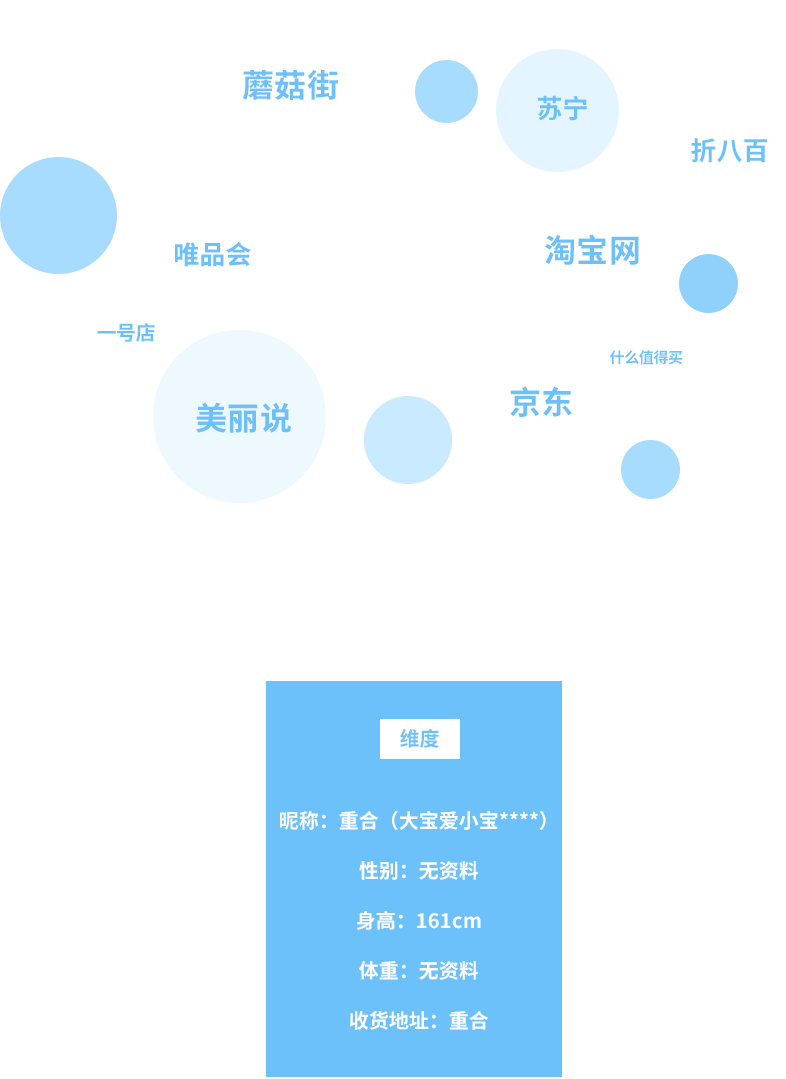 蘑菇街
苏宁
折八百
唯品会
淘宝网
一号店
什么值得买
美丽说
京东
维度
昵称：重合（大宝爱小宝****）
性别：无资料
身高：161cm
体重：无资料
收货地址：重合